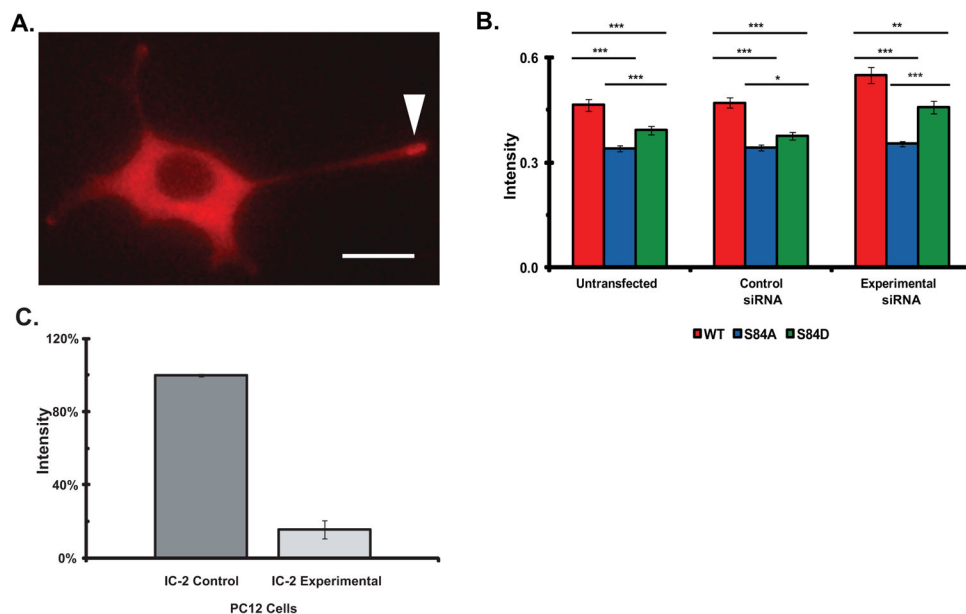 A.
B.
***
**
***
***
***
***
***
***
*
***
0.6
0.3
0.0
Intensity
Untransfected
Control
siRNA
Experimental
siRNA
WT
S84A
S84D
C.
120%
80%
40%
0%
Intensity
IC-2 Control
IC-2 Experimental
PC12 Cells